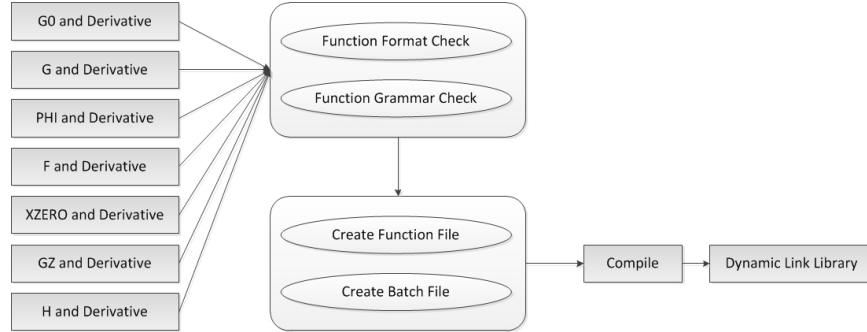 G0 and Derivative
G and Derivative
PHI and Derivative
F and Derivative
XZERO and Derivative
GZ and Derivative
H and Derivative
Function Format Check
Function Grammar Check
Create Function File
Create Batch File
Compile
Dynamic Link Library